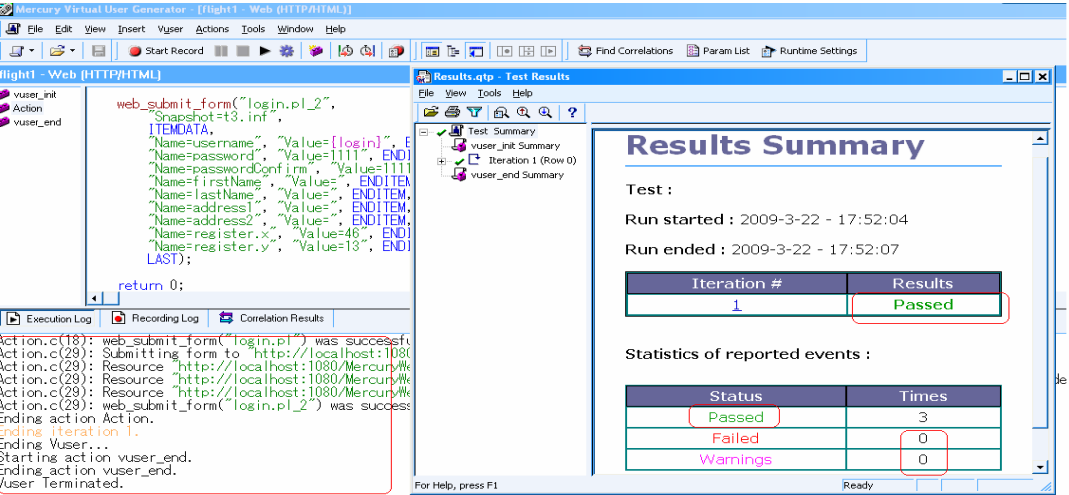 Mercury Virtual User Generator - [flight1 - Web (HTTP/HTML)]
File Edit View Insert Vuser Actions Tools Window Help
Start Record Find Correlations Param List Runtime Settings
flight1 - Web (HTTP/HTML)]
vuser_init
Action
vuser_end
web_submit_form("login.pl_2",
"Snapshot=t3.inf",
ITEMDATA,
"Name=username", "Value={login}", E
"Name=password", "Value=1111", ENDI
"Name=passwordConfirm", "Value=1111
"Name=firstName", "Value=", ENDITEM
"Name=lastName", "Value=", ENDITEM,
"Name=address1", "Value=", ENDITEM,
"Name=address2", "Value=", ENDITEM,
"Name=register.x", "Value=46", ENDI
"Name=register.y", "Value=13", ENDI
LAST);
return 0;
Execution Log Recording Log Correlation Results
Action.c(18): web_submit_form("login.pl") was successfu
Action.c(29): Submitting form to "http://localhost:1080
Action.c(29): Resource "http://localhost:1080/MercuryWe
Action.c(29): Resource "http://localhost:1080/MercuryWe
Action.c(29): Resource "http://localhost:1080/MercuryWe
Action.c(29): web_submit_form("login.pl_2") was success
Ending action Action.
Ending iteration 1.
Ending Vuser...
Starting action vuser_end.
Ending action vuser_end.
Vuser Terminated.
Results.qtp - Test Results
File View Tools Help
Test Summary
vuser_init Summary
Iteration 1 (Row 0)
vuser_end Summary
Results Summary
Test :
Run started : 2009-3-22 - 17:52:04
Run ended : 2009-3-22 - 17:52:07
Iteration # Results
1 Passed
Statistics of reported events :
Status Times
Passed 3
Failed 0
Warnings 0
For Help, press F1
Ready
de